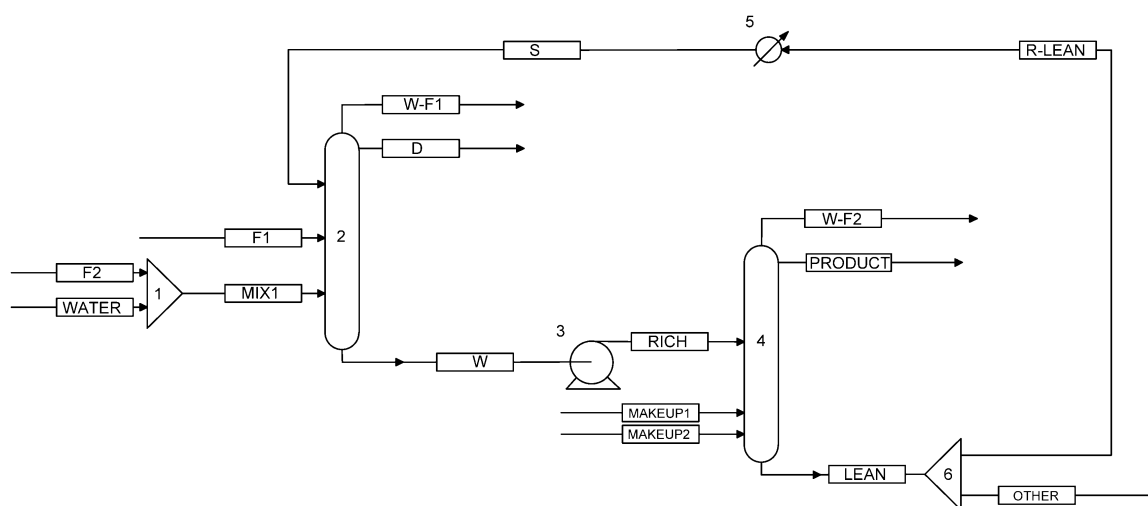 5
S
R-LEAN
W-F1
D
2
F1
F2
WATER
1
MIX1
W-F2
PRODUCT
3
RICH
4
W
MAKEUP1
MAKEUP2
LEAN
6
OTHER